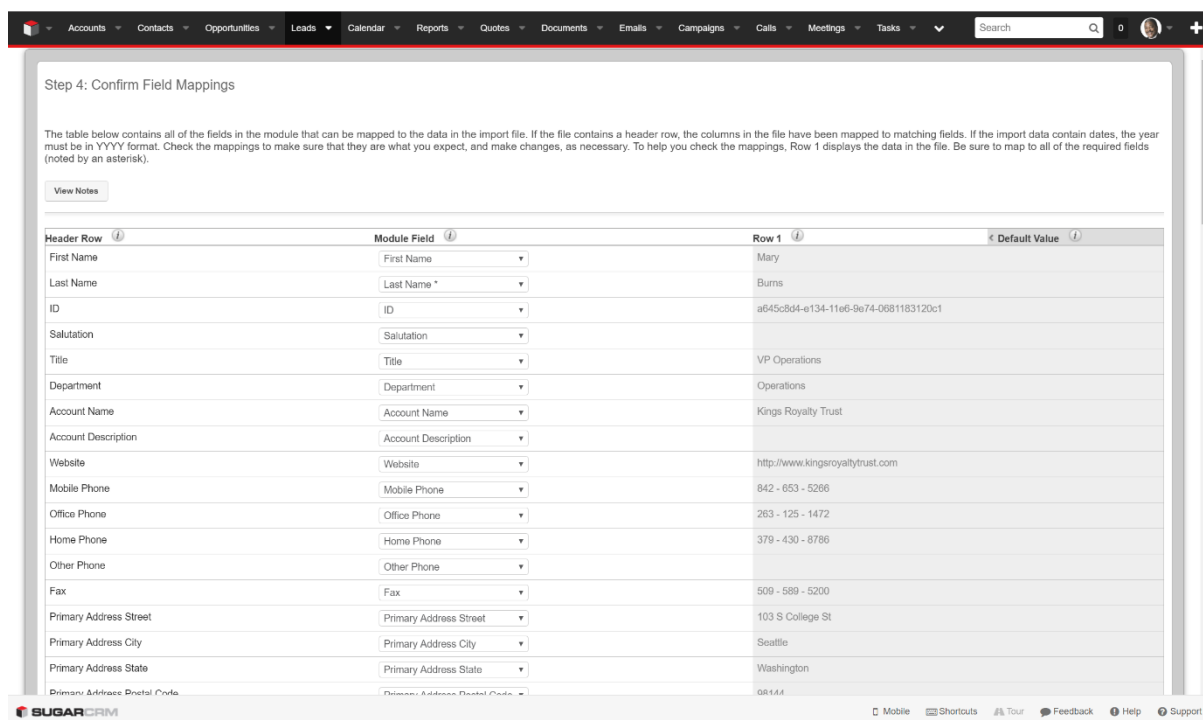 Accounts Contacts Opportunities Leads Calendar Reports Quotes Documents Emails Campaigns Calls Meetings Tasks Search 0
Step 4: Confirm Field Mappings
The table below contains all of the fields in the module that can be mapped to the data in the import file. If the file contains a header row, the columns in the file have been mapped to matching fields. If the import data contain dates, the year
must be in YYYY format. Check the mappings to make sure that they are what you expect, and make changes, as necessary. To help you check the mappings, Row 1 displays the data in the file. Be sure to map to all of the required fields
(noted by an asterisk).
View Notes
Header Row Module Field Row 1 < Default Value
First Name First Name Mary
Last Name Last Name * Burns
ID ID a645c8d4-e134-11e6-9e74-0681183120c1
Salutation Salutation
Title Title VP Operations
Department Department Operations
Account Name Account Name Kings Royalty Trust
Account Description Account Description
Website Website http://www.kingsroyaltytrust.com
Mobile Phone Mobile Phone 842 - 653 - 5266
Office Phone Office Phone 263 - 125 - 1472
Home Phone Home Phone 379 - 430 - 8786
Other Phone Other Phone
Fax Fax 509 - 589 - 5200
Primary Address Street Primary Address Street 103 S College St
Primary Address City Primary Address City Seattle
Primary Address State Primary Address State Washington
Primary Address Postal Code Primary Address Postal Code 98144
SUGARCRM Mobile Shortcuts Tour Feedback Help Support